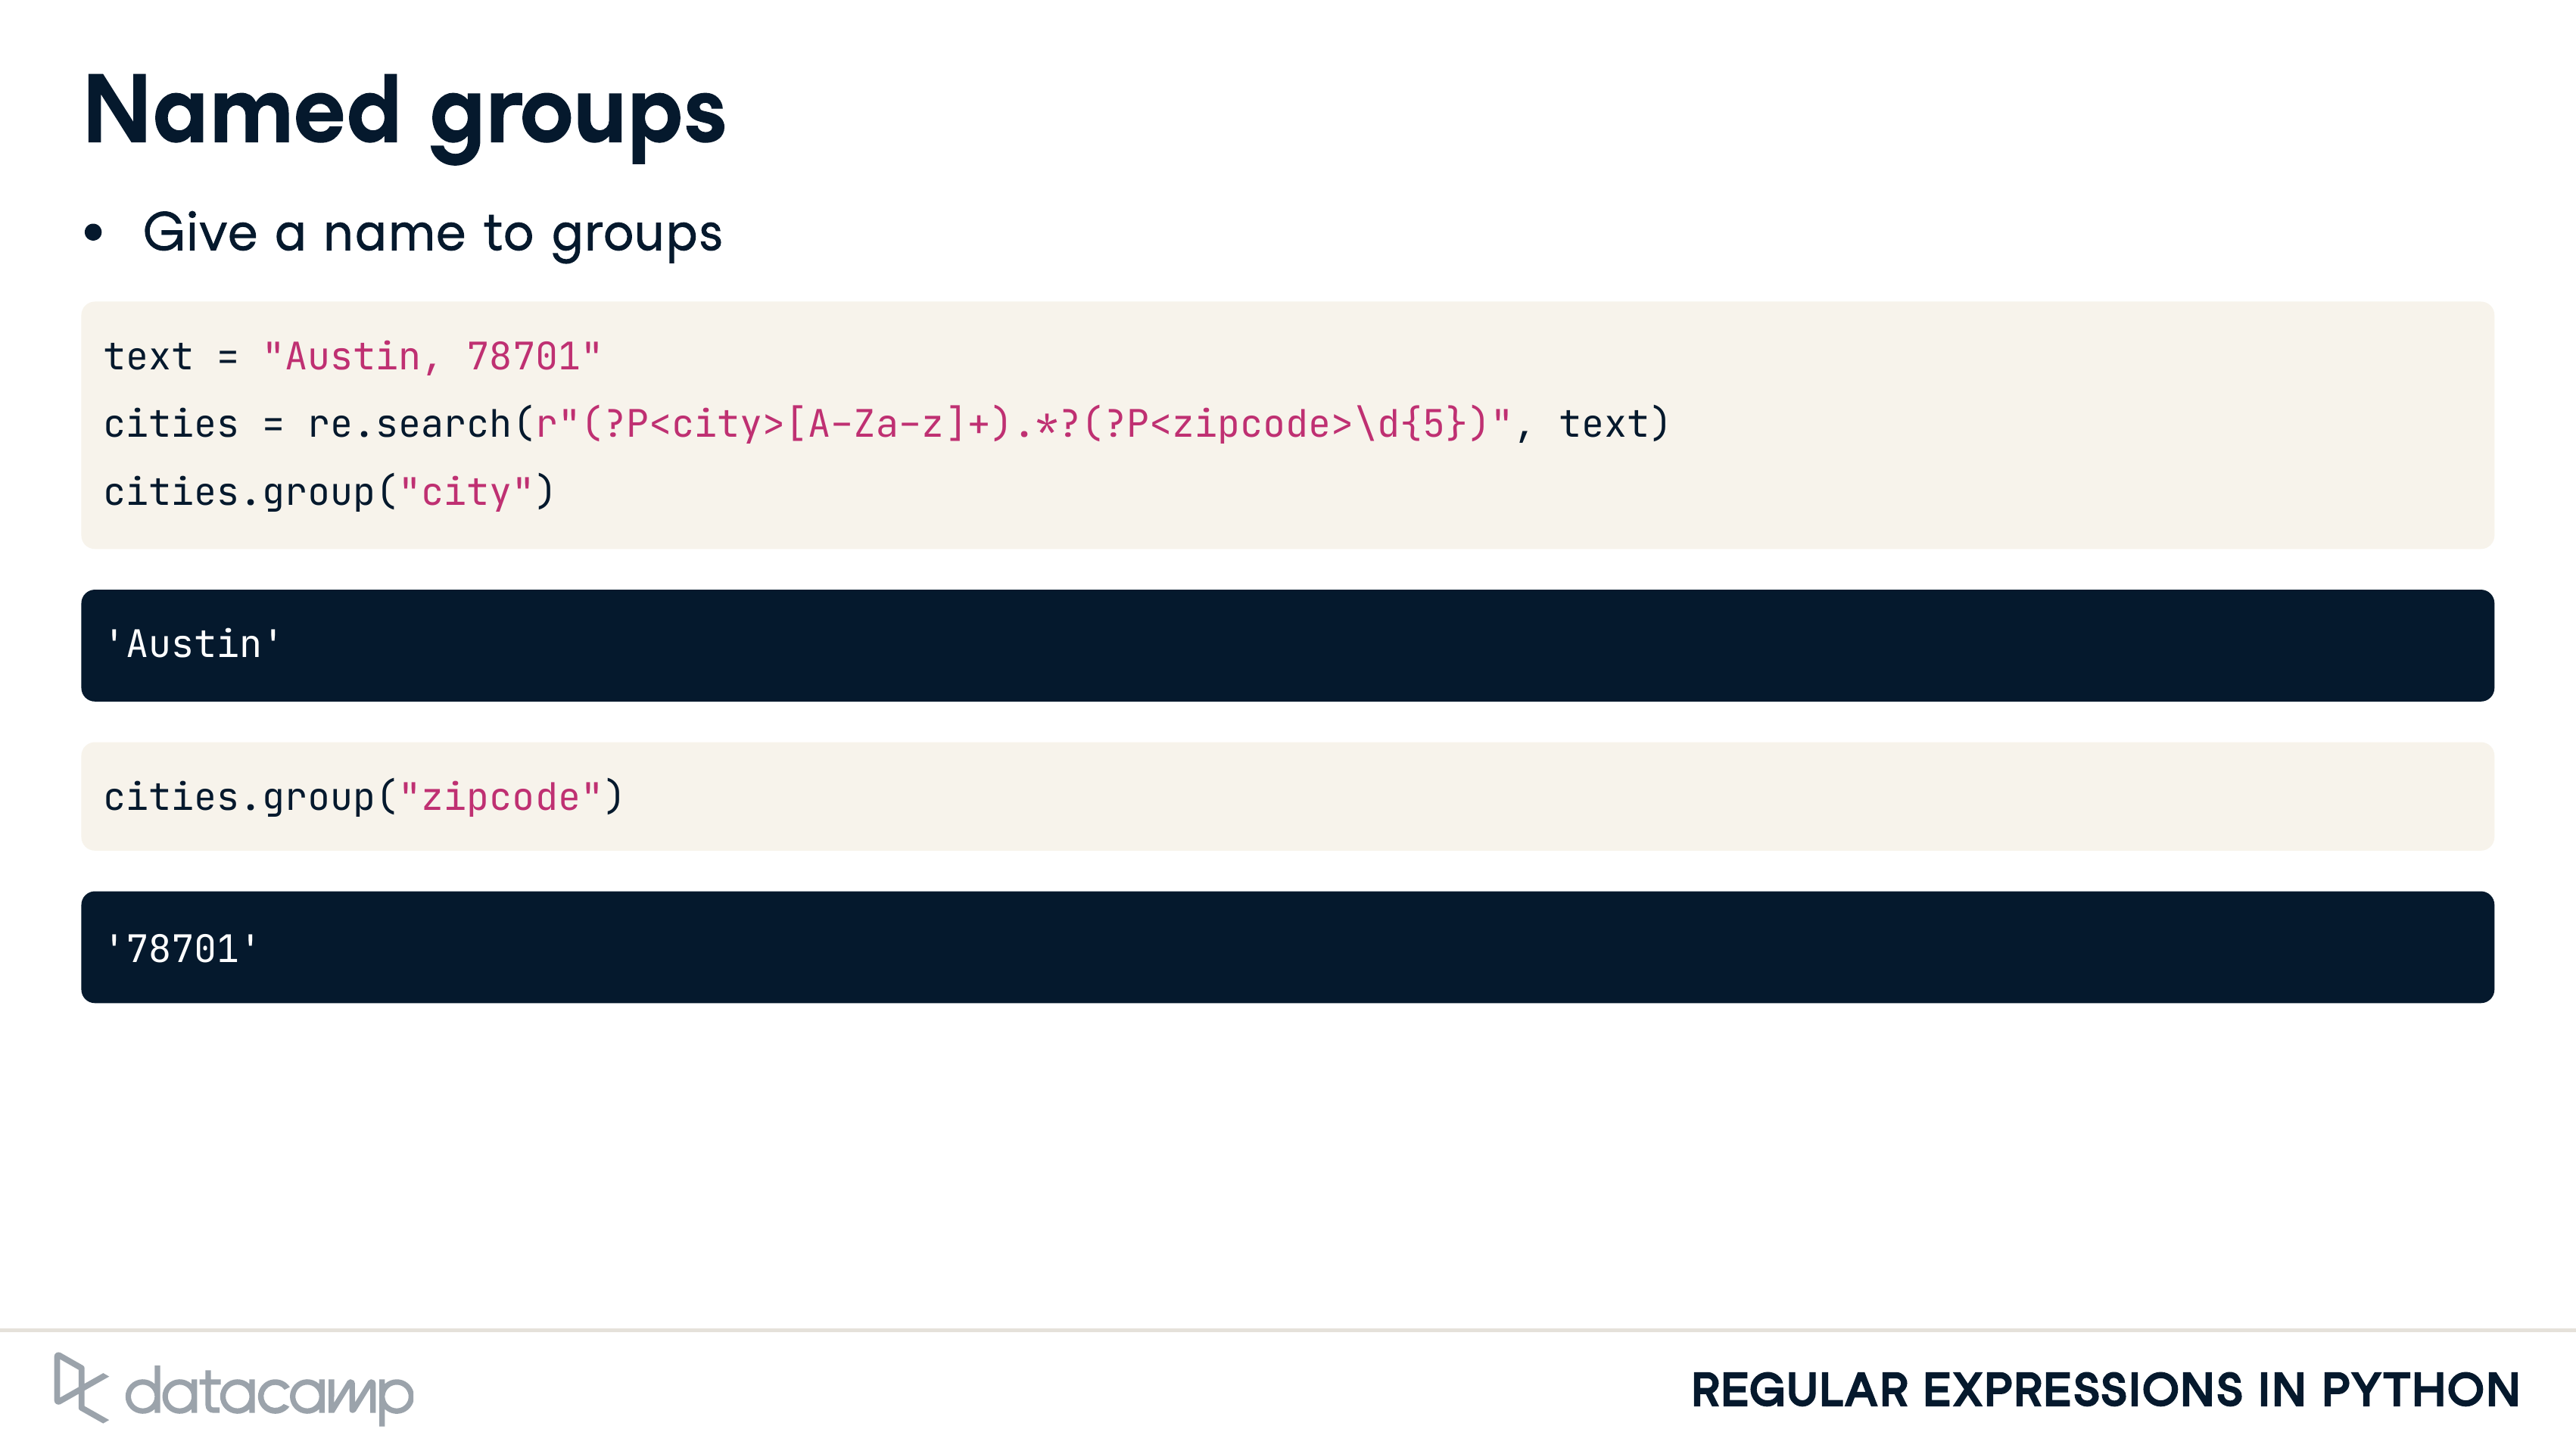 Named groups
• Give a name to groups
text = "Austin, 78701"
cities = re.search(r"(?P<city>[A-Za-z]+).*?(?P<zipcode>\d{5})", text)
cities.group("city")
'Austin'
cities.group("zipcode")
'78701'
datacamp
REGULAR EXPRESSIONS IN PYTHON